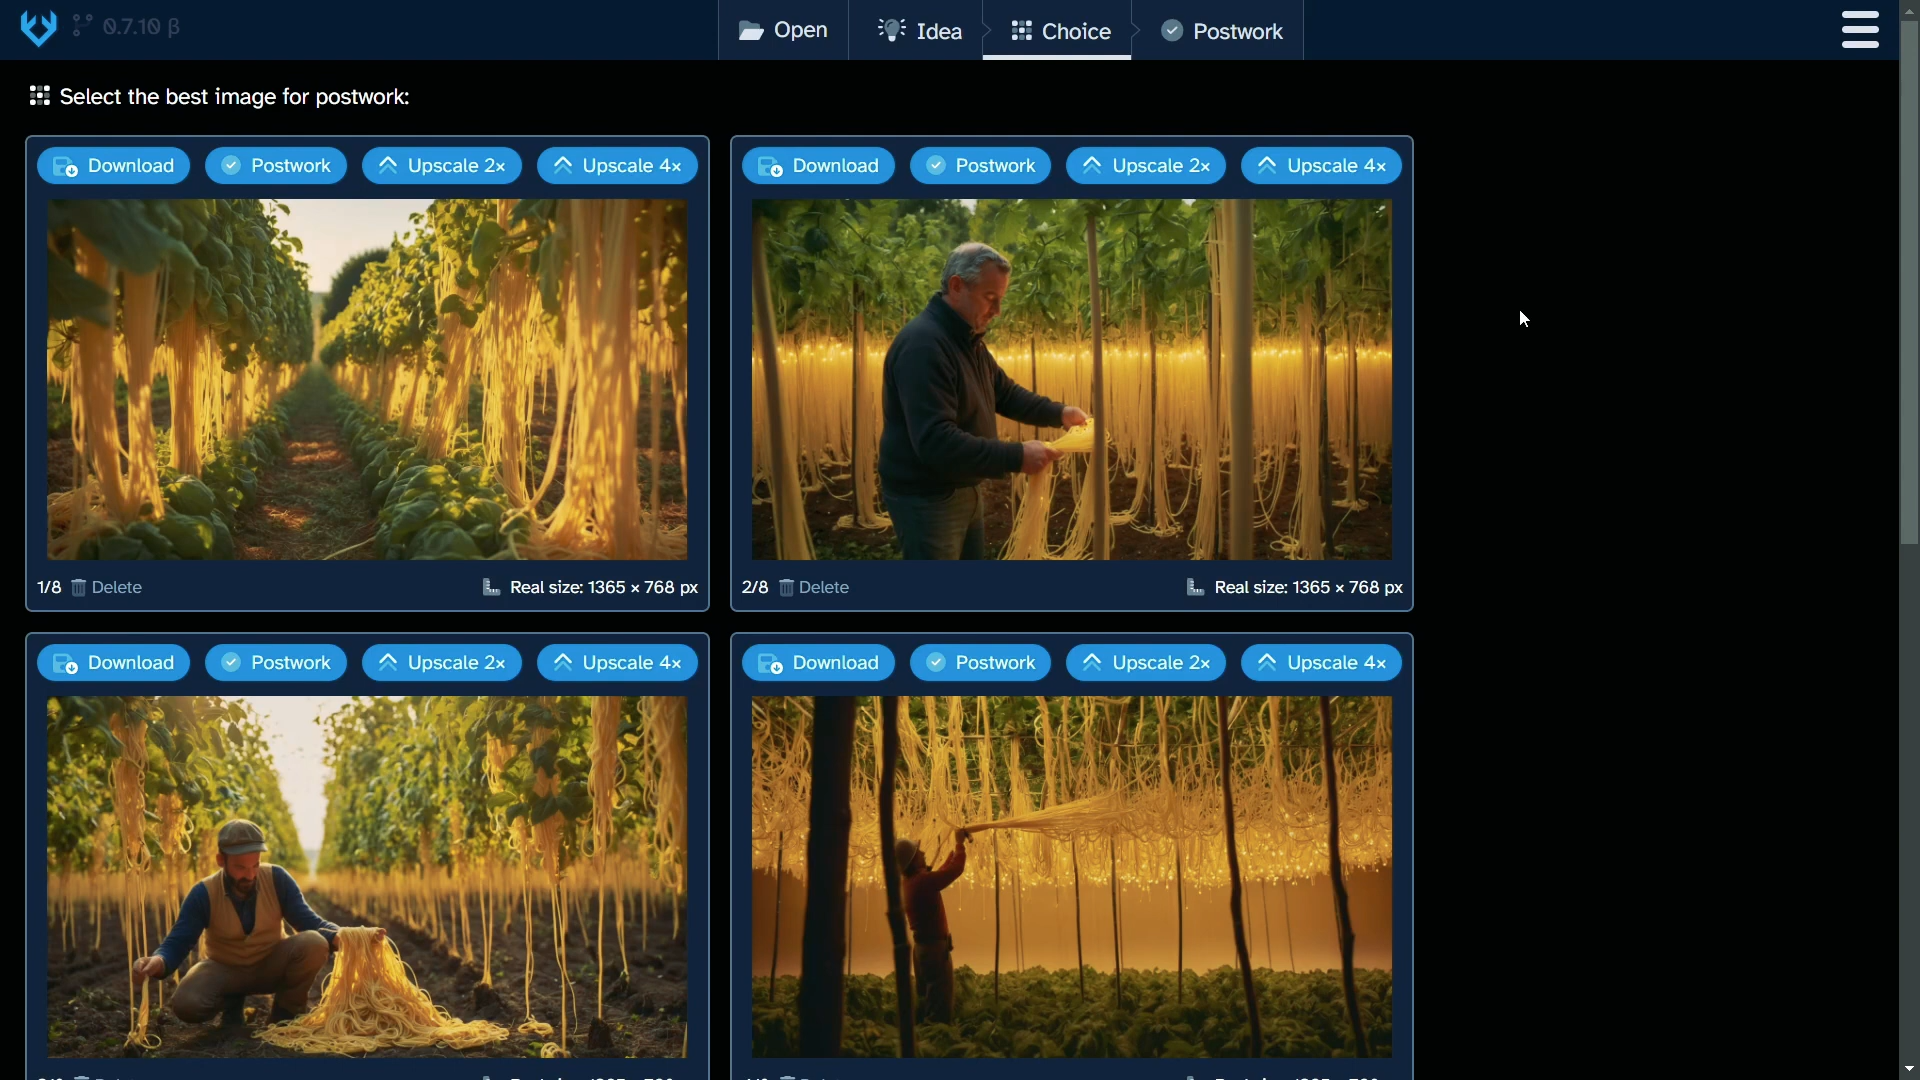 0.7.10 β
Open
Idea
Choice
Postwork
Select the best image for postwork:
Download Postwork Upscale 2× Upscale 4×
Download Postwork Upscale 2× Upscale 4×
1/8 Delete Real size: 1365 × 768 px
2/8 Delete Real size: 1365 × 768 px
Download Postwork Upscale 2× Upscale 4×
Download Postwork Upscale 2× Upscale 4×